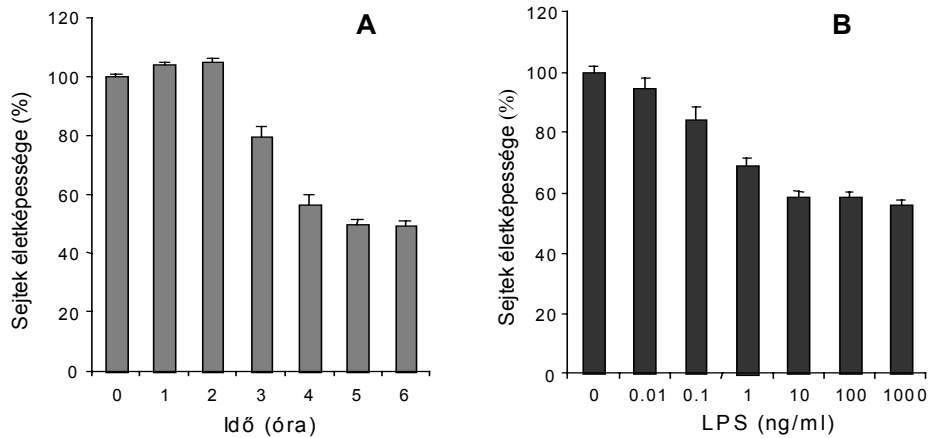 A
Sejtek életképessége (%)
120
100
80
60
40
20
0
0 1 2 3 4 5 6
Idő (óra)
B
Sejtek életképessége (%)
120
100
80
60
40
20
0
0 0.01 0.1 1 10 100 1000
LPS (ng/ml)